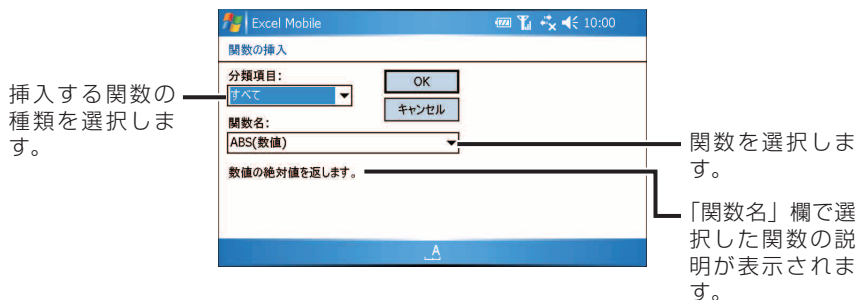 Excel Mobile 10:00
関数の挿入
分類項目:
すべて
OK
キャンセル
関数名:
ABS(数値)
数値の絶対値を返します。
A
挿入する関数の
種類を選択しま
す。
関数を選択しま
す。
「関数名」欄で選
択した関数の説
明が表示されま
す。